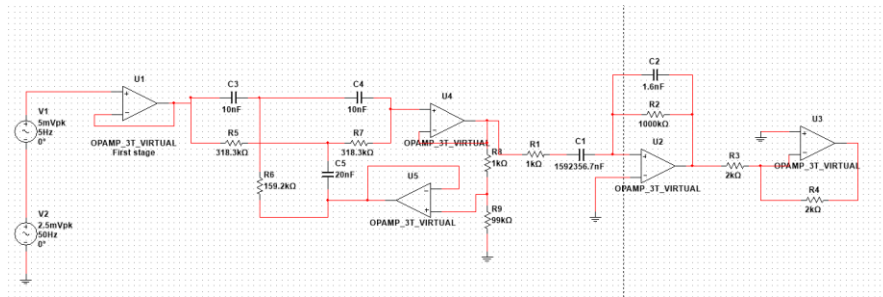 V1
5mVpk
5Hz
0°
V2
2.5mVpk
50Hz
0°
U1
OPAMP_3T_VIRTUAL
First stage
C3
10nF
C4
10nF
R5
318.3kΩ
R7
318.3kΩ
R6
159.2kΩ
C5
20nF
U5
OPAMP_3T_VIRTUAL
U4
OPAMP_3T_VIRTUAL
R8
1kΩ
R9
99kΩ
R1
1kΩ
C1
1592356.7nF
C2
1.6nF
R2
1000kΩ
U2
OPAMP_3T_VIRTUAL
R3
2kΩ
U3
OPAMP_3T_VIRTUAL
R4
2kΩ